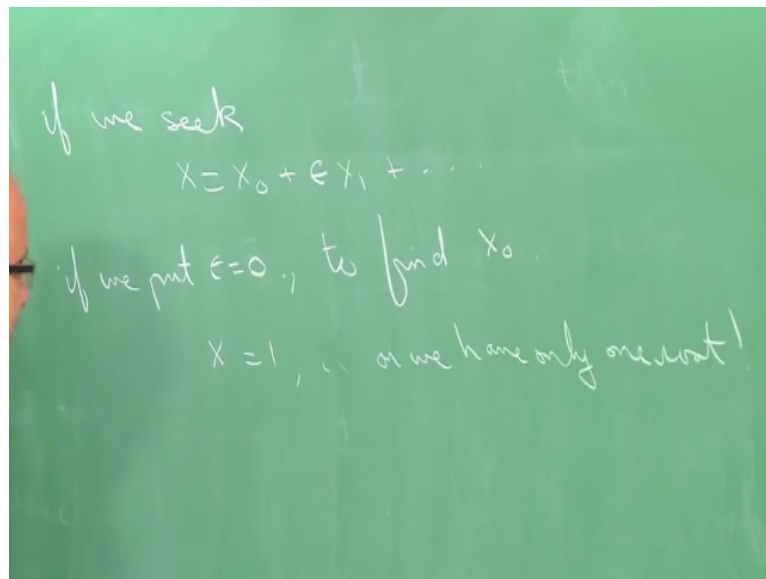 if we seek
x = x₀ + ϵ x₁ + ....
if we put ϵ=0, to find x₀.
x = 1, .. or we have only one root!